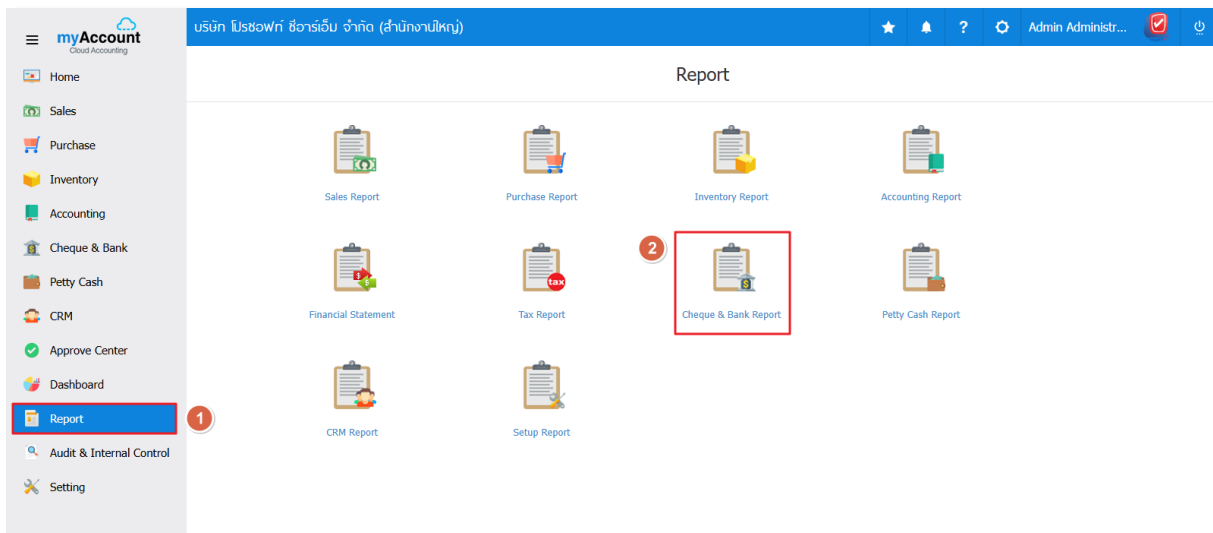 myAccount
Cloud Accounting
บริษัท โปรซอฟท์ ซีอาร์เอ็ม จำกัด (สำนักงานใหญ่)
?
Admin Administr...
Home
Sales
Purchase
Inventory
Accounting
Cheque & Bank
Petty Cash
CRM
Approve Center
Dashboard
Report
1
Audit & Internal Control
Setting
Report
Sales Report
Purchase Report
Inventory Report
Accounting Report
2
Financial Statement
tax
Tax Report
Cheque & Bank Report
Petty Cash Report
CRM Report
Setup Report